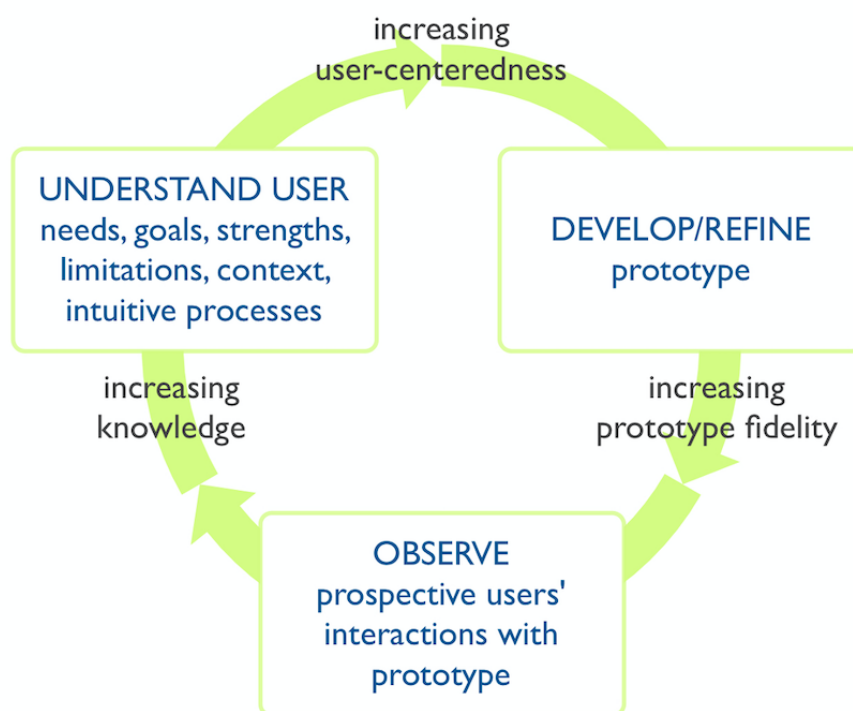 increasing
user-centeredness
UNDERSTAND USER
needs, goals, strengths,
limitations, context,
intuitive processes
DEVELOP/REFINE
prototype
increasing
knowledge
increasing
prototype fidelity
OBSERVE
prospective users'
interactions with
prototype